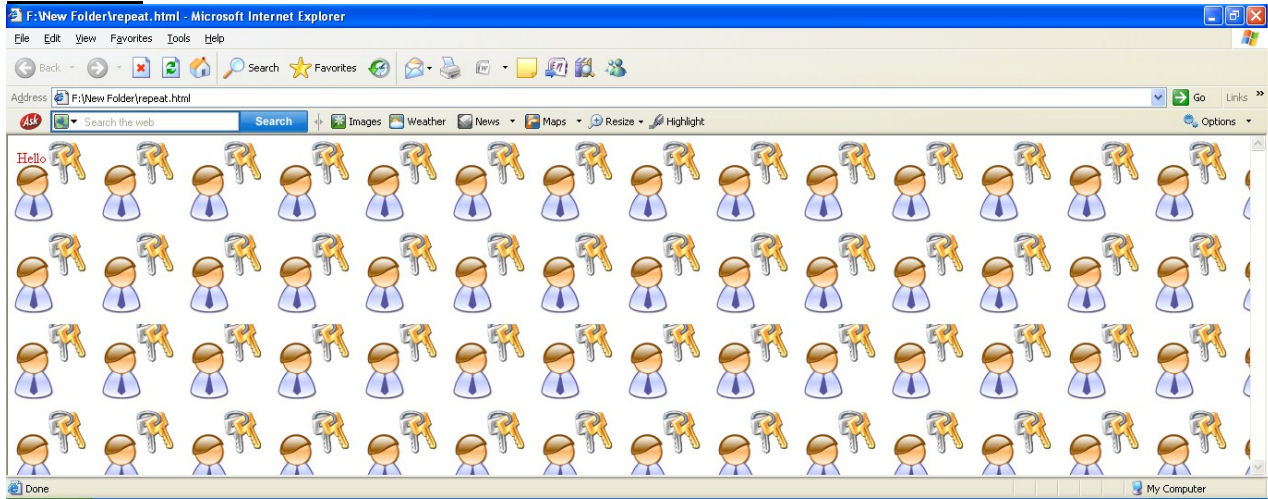 F:\New Folder\repeat.html - Microsoft Internet Explorer
File Edit View Favorites Tools Help
Back Search Favorites
Address F:\New Folder\repeat.html Go Links »
Ask Search the web Search Images Weather News Maps Resize Highlight Options
Hello
Done My Computer